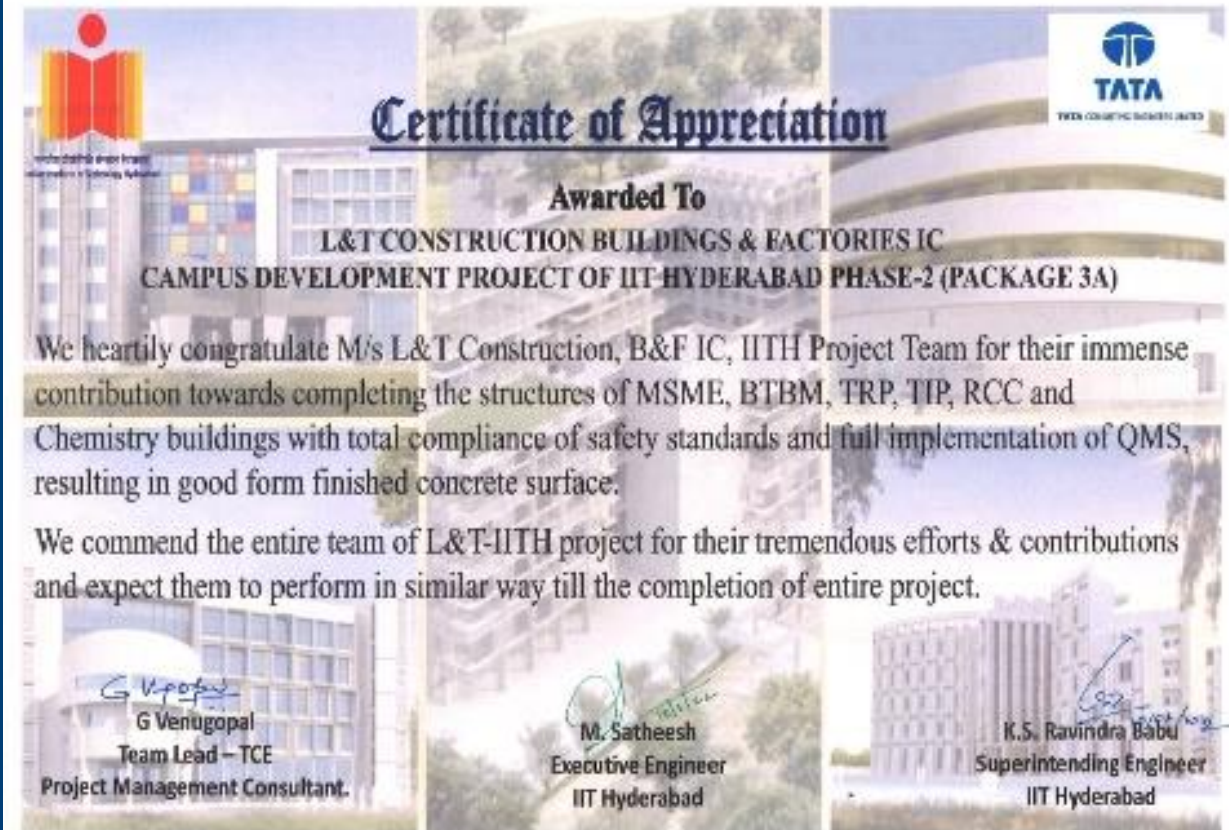 TATA
TATA CONSULTING ENGINEERS LIMITED
Certificate of Appreciation
Awarded To
L&T CONSTRUCTION BUILDINGS & FACTORIES IC
CAMPUS DEVELOPMENT PROJECT OF IIT HYDERABAD PHASE-2 (PACKAGE 3A)
We heartily congratulate M/s L&T Construction, B&F IC, IITH Project Team for their immense
contribution towards completing the structures of MSME, BTBM, TRP, TIP, RCC and
Chemistry buildings with total compliance of safety standards and full implementation of QMS,
resulting in good form finished concrete surface.
We commend the entire team of L&T-IITH project for their tremendous efforts & contributions
and expect them to perform in similar way till the completion of entire project.
G Venugopal
Team Lead – TCE
Project Management Consultant.
M. Satheesh
Executive Engineer
IIT Hyderabad
K.S. Ravindra Babu
Superintending Engineer
IIT Hyderabad